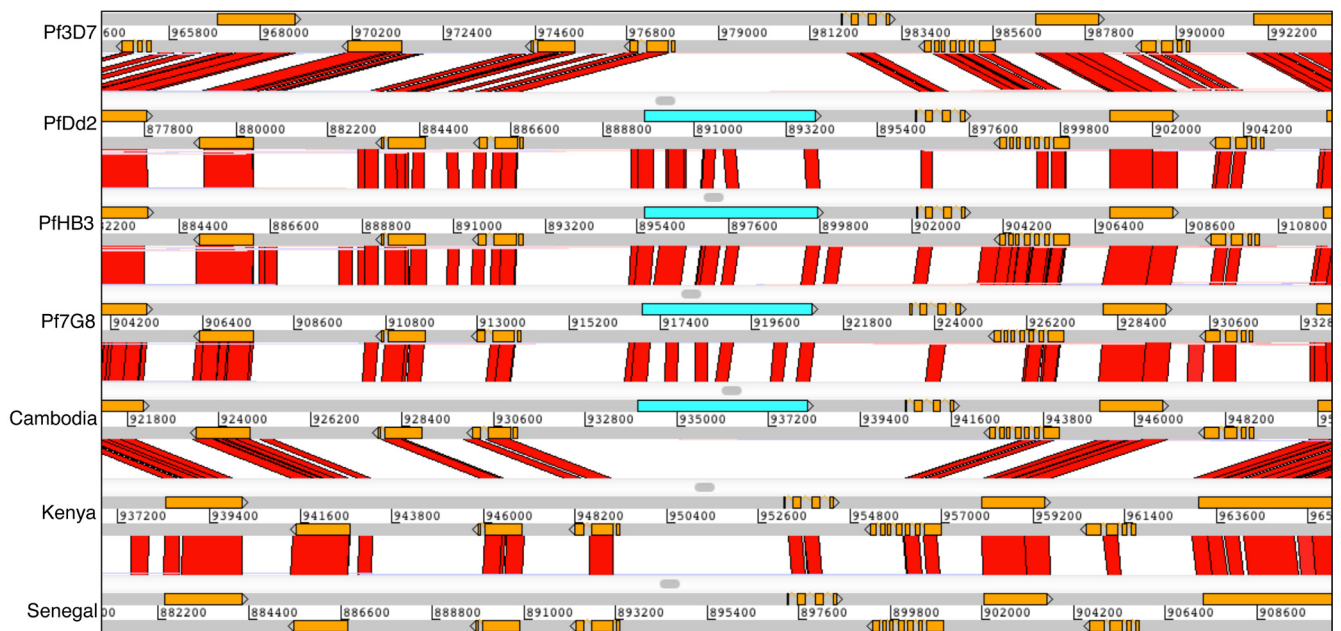 Pf3D7
600 965800 968000 970200 972400 974600 976800 979000 981200 983400 985600 987800 990000 992200
PfDd2
877800 880000 882200 884400 886600 888800 891000 893200 895400 897600 899800 902000 904200
PfHB3
2200 884400 886600 888800 891000 893200 895400 897600 899800 902000 904200 906400 908600 910800
Pf7G8
904200 906400 908600 910800 913000 915200 917400 919600 921800 924000 926200 928400 930600 9328
Cambodia
921800 924000 926200 928400 930600 932800 935000 937200 939400 941600 943800 946000 948200
Kenya
937200 939400 941600 943800 946000 948200 950400 952600 954800 957000 959200 961400 963600 965
Senegal
00 882200 884400 886600 888800 891000 893200 895400 897600 899800 902000 904200 906400 908600